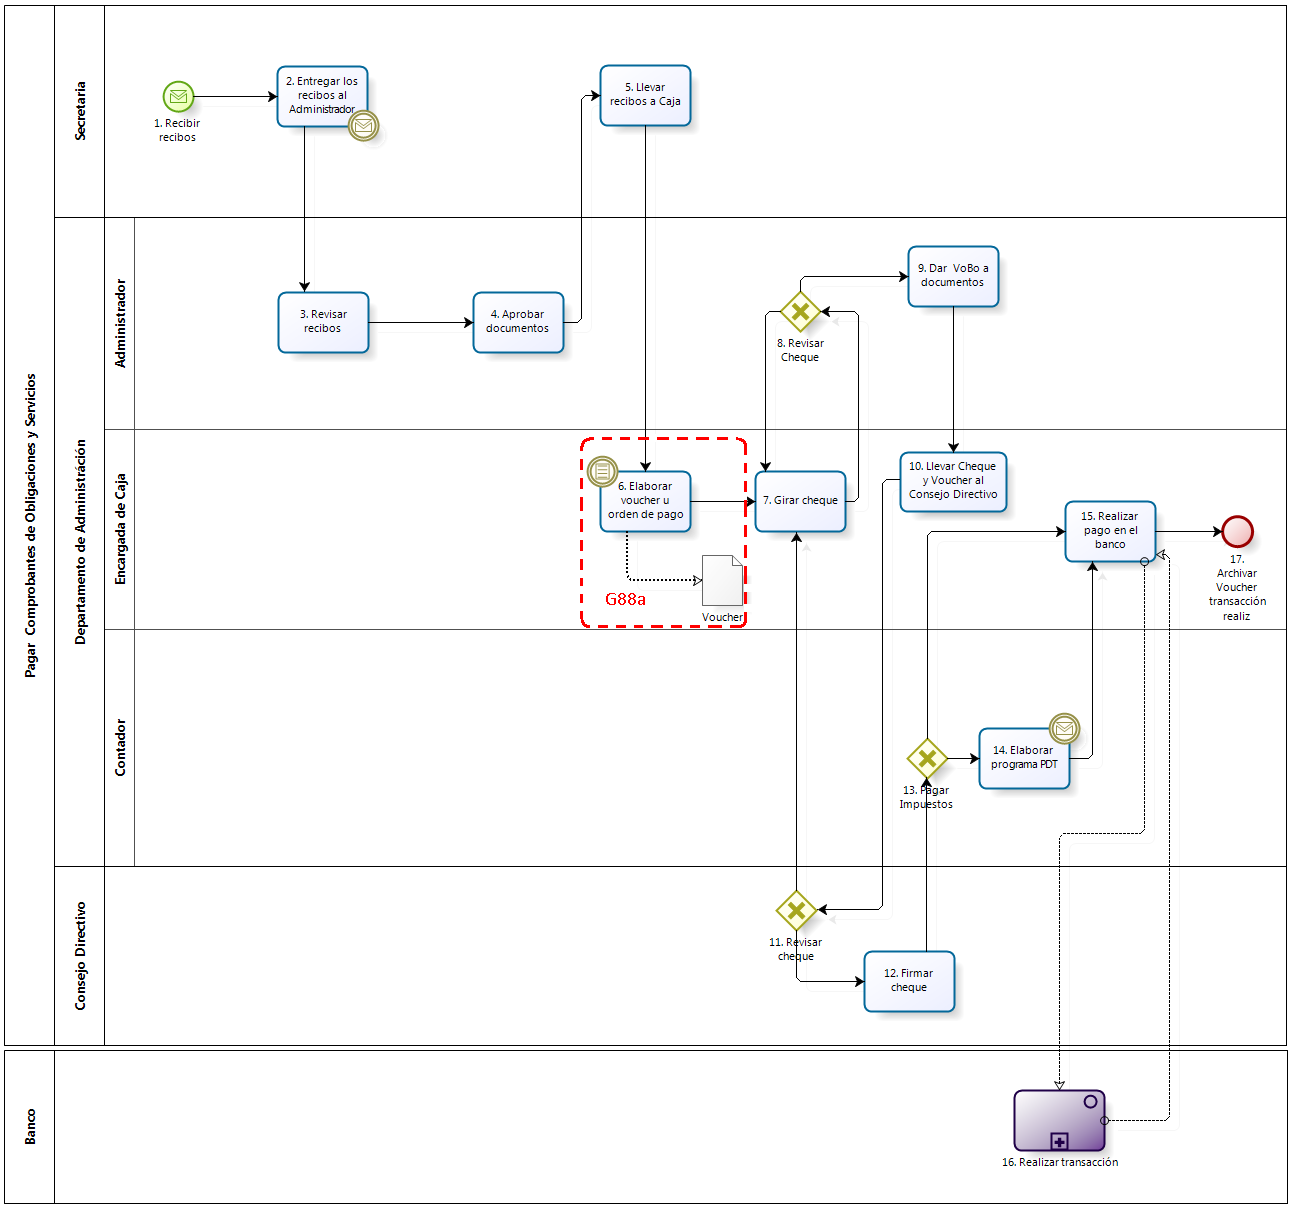 Pagar Comprobantes de Obligaciones y Servicios
Secretaria
1. Recibir
recibos
2. Entregar los
recibos al
Administrador
5. Llevar
recibos a Caja
Departamento de Administráción
Administrador
3. Revisar
recibos
4. Aprobar
documentos
8. Revisar
Cheque
9. Dar VoBo a
documentos
Encargada de Caja
6. Elaborar
voucher u
orden de pago
G88a
Voucher
7. Girar cheque
10. Llevar Cheque
y Voucher al
Consejo Directivo
15. Realizar
pago en el
banco
17.
Archivar
Voucher
transacción
realiz
Contador
13. Pagar
Impuestos
14. Elaborar
programa PDT
Consejo Directivo
11. Revisar
cheque
12. Firmar
cheque
Banco
16. Realizar transacción